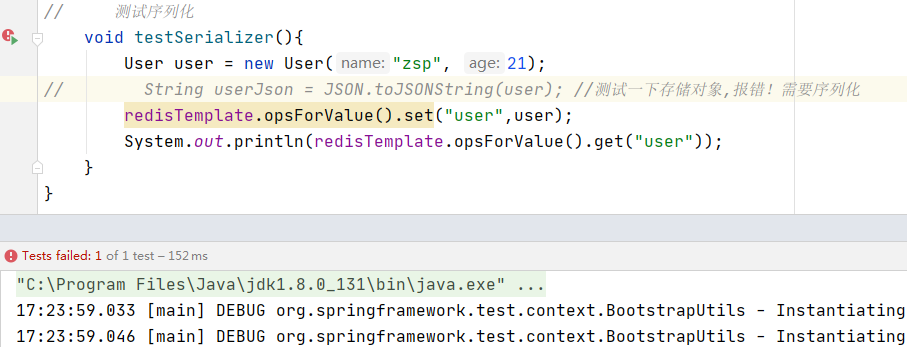 //      测试序列化
void testSerializer(){
User user = new User( name: "zsp", age: 21);
//        String userJson = JSON.toJSONString(user); //测试一下存储对象,报错！需要序列化
redisTemplate.opsForValue().set("user",user);
System.out.println(redisTemplate.opsForValue().get("user"));
}
}
Tests failed: 1 of 1 test – 152 ms
"C:\Program Files\Java\jdk1.8.0_131\bin\java.exe" ...
17:23:59.033 [main] DEBUG org.springframework.test.context.BootstrapUtils - Instantiating
17:23:59.046 [main] DEBUG org.springframework.test.context.BootstrapUtils - Instantiating